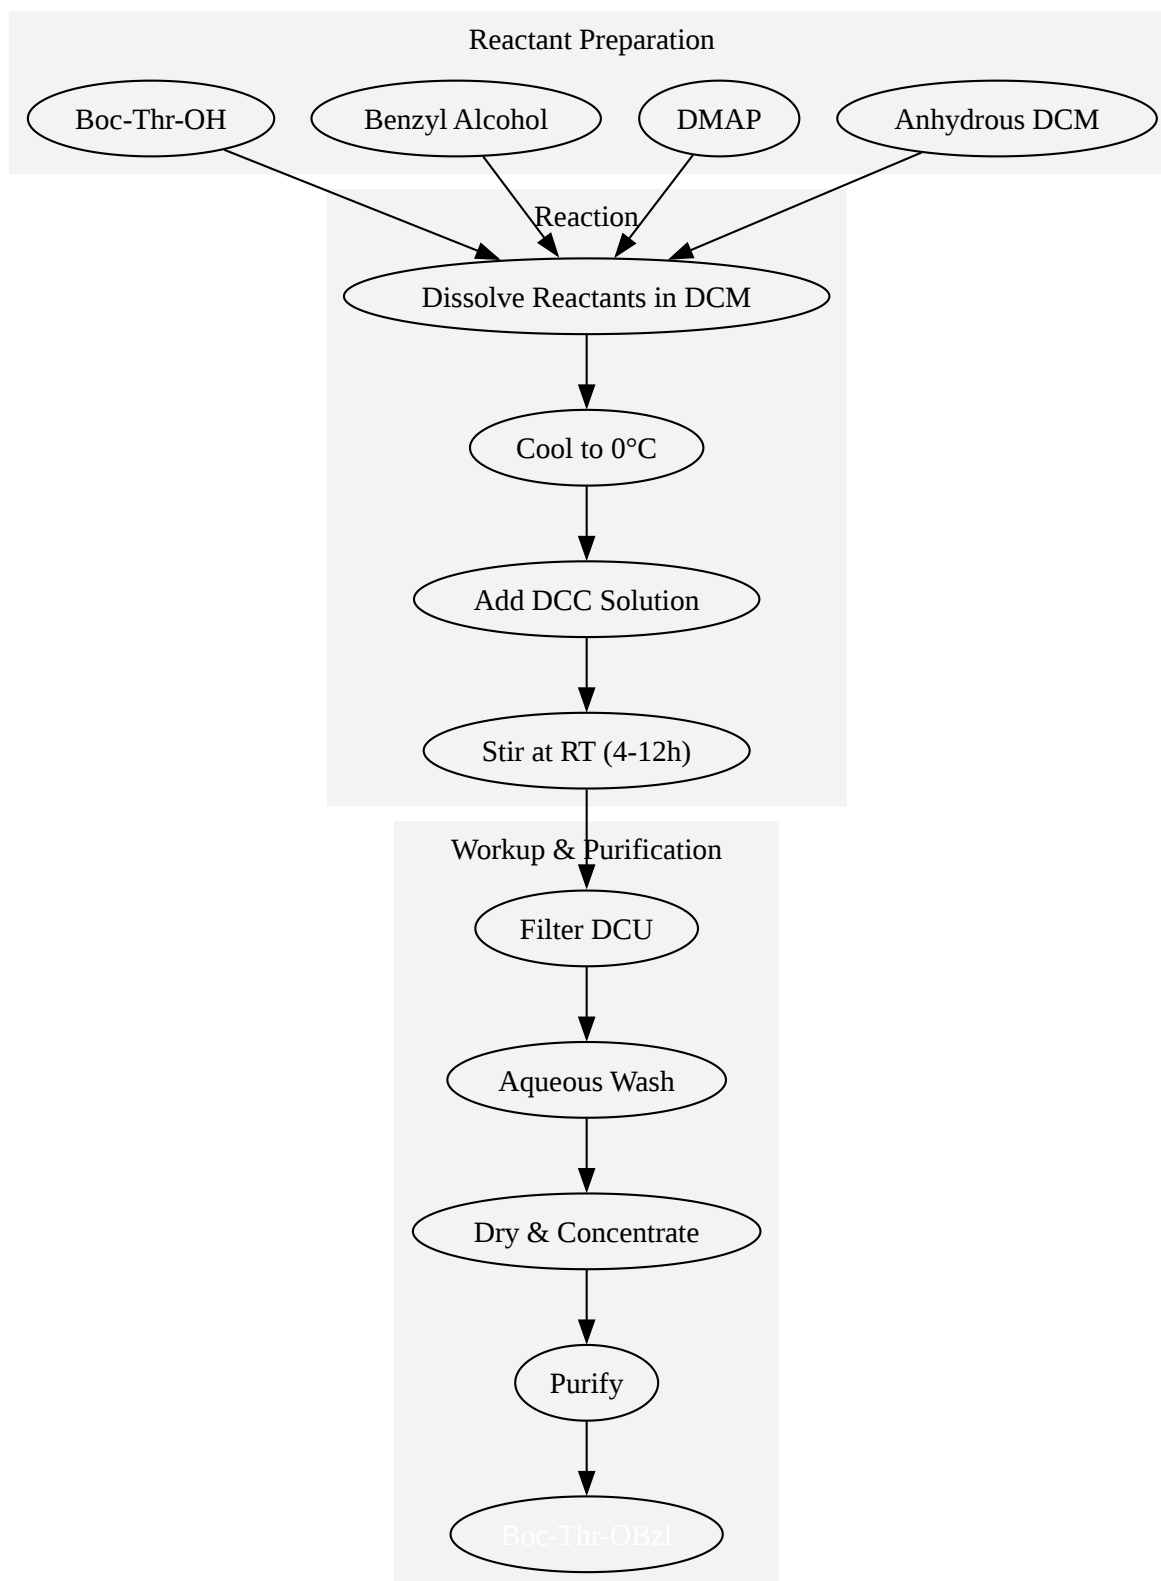 Reactant Preparation
Boc-Thr-OH
Benzyl Alcohol
DMAP
Anhydrous DCM
Reaction
Dissolve Reactants in DCM
Cool to 0°C
Add DCC Solution
Stir at RT (4-12h)
Workup & Purification
Filter DCU
Aqueous Wash
Dry & Concentrate
Purify
Boc-Thr-OBzl